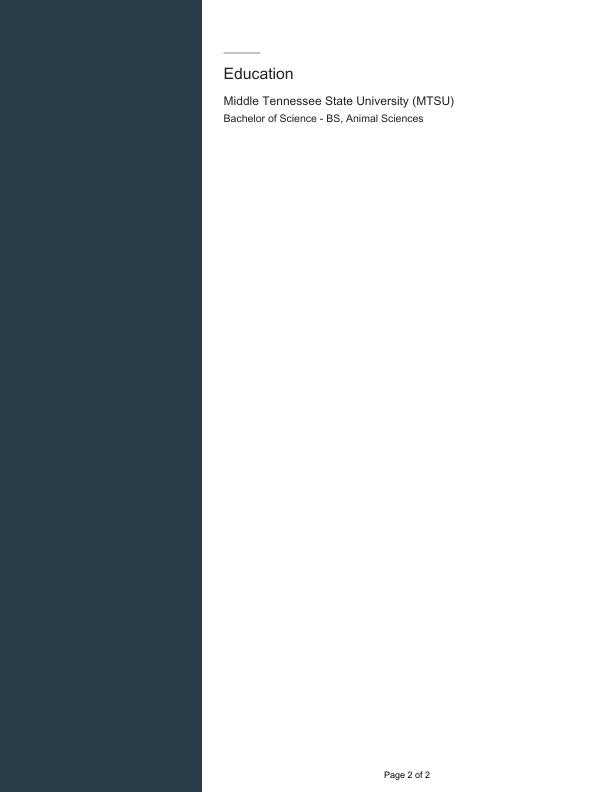 Education
Middle Tennessee State University (MTSU)
Bachelor of Science - BS, Animal Sciences
Page 2 of 2